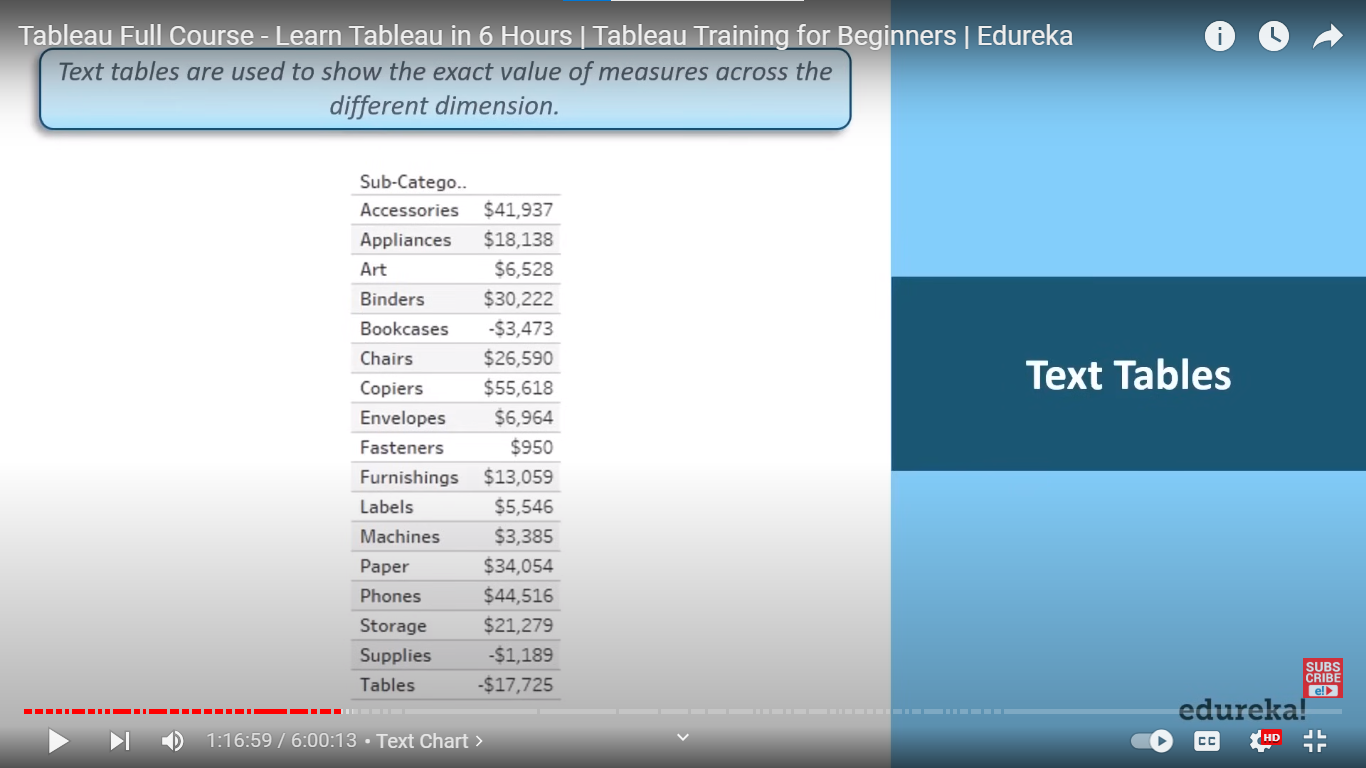 Tableau Full Course - Learn Tableau in 6 Hours | Tableau Training for Beginners | Edureka
Text tables are used to show the exact value of measures across the
different dimension.
Sub-Catego..
Accessories $41,937
Appliances $18,138
Art $6,528
Binders $30,222
Bookcases -$3,473
Chairs $26,590
Copiers $55,618
Envelopes $6,964
Fasteners $950
Furnishings $13,059
Labels $5,546
Machines $3,385
Paper $34,054
Phones $44,516
Storage $21,279
Supplies -$1,189
Tables -$17,725
Text Tables
SUBS
CRIBE
e!
edureka!
1:16:59 / 6:00:13 • Text Chart
CC
HD